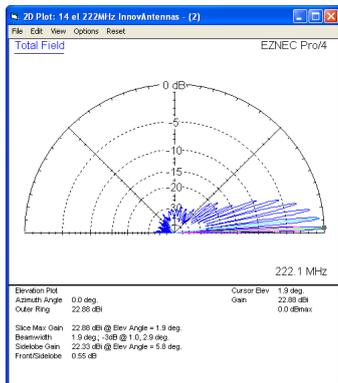 2D Plot: 14 el 222MHz InnovAntennas - (2)
File Edit View Options Reset
Total Field
EZNEC Pro/4
0 dB
-5
-10
-15
-20
-30
222.1 MHz
Elevation Plot
Azimuth Angle 0.0 deg.
Outer Ring 22.88 dBi
Cursor Elev 1.9 deg.
Gain 22.88 dBi
0.0 dBmax
Slice Max Gain 22.88 dBi @ Elev Angle = 1.9 deg.
Beamwidth 1.9 deg.; -3dB @ 1.0, 2.9 deg.
Sidelobe Gain 22.33 dBi @ Elev Angle = 5.8 deg.
Front/Sidelobe 0.55 dB